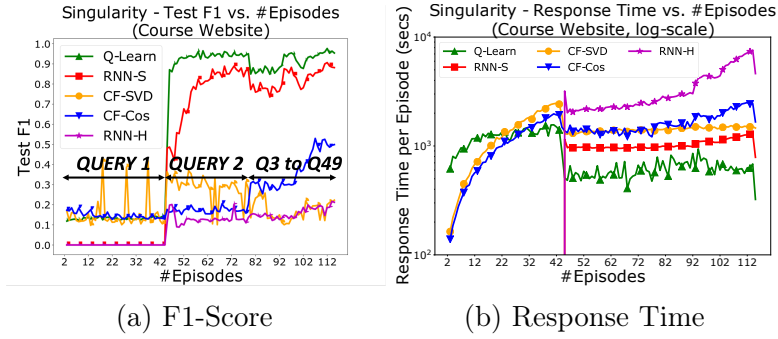 Singularity - Test F1 vs. #Episodes
(Course Website)
Test F1
1.0
0.9
0.8
0.7
0.6
0.5
0.4
0.3
0.2
0.1
0.0
Q-Learn
RNN-S
CF-SVD
CF-Cos
RNN-H
QUERY 1 QUERY 2 Q3 to Q49
2 12 22 32 42 52 62 72 82 92 102 112
#Episodes
(a) F1-Score
Singularity - Response Time vs. #Episodes
(Course Website, log-scale)
Response Time per Episode (secs)
10^4
10^3
10^2
Q-Learn CF-SVD RNN-H
RNN-S CF-Cos
2 12 22 32 42 52 62 72 82 92 102 112
#Episodes
(b) Response Time